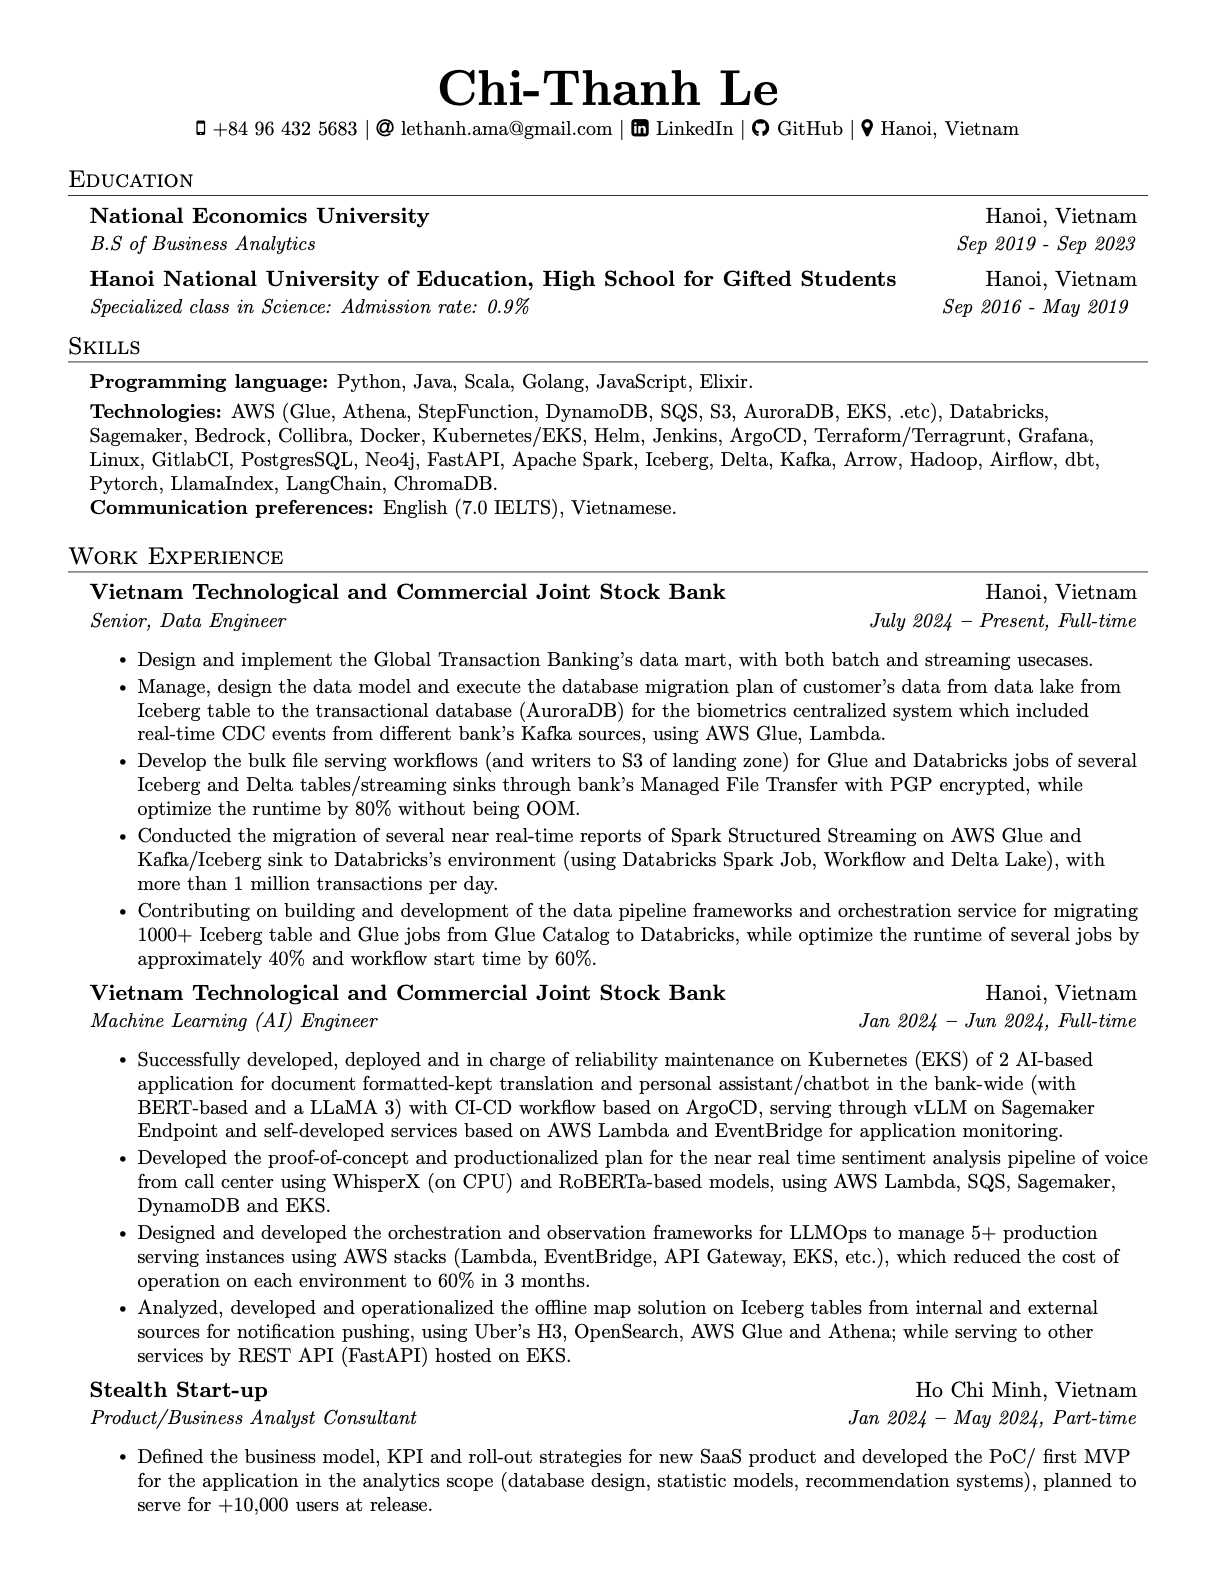 Chi-Thanh Le
+84 96 432 5683 | lethanh.ama@gmail.com | LinkedIn | GitHub | Hanoi, Vietnam
Education
National Economics University Hanoi, Vietnam
B.S of Business Analytics Sep 2019 - Sep 2023
Hanoi National University of Education, High School for Gifted Students Hanoi, Vietnam
Specialized class in Science: Admission rate: 0.9% Sep 2016 - May 2019
Skills
Programming language: Python, Java, Scala, Golang, JavaScript, Elixir.
Technologies: AWS (Glue, Athena, StepFunction, DynamoDB, SQS, S3, AuroraDB, EKS, .etc), Databricks,
Sagemaker, Bedrock, Collibra, Docker, Kubernetes/EKS, Helm, Jenkins, ArgoCD, Terraform/Terragrunt, Grafana,
Linux, GitlabCI, PostgresSQL, Neo4j, FastAPI, Apache Spark, Iceberg, Delta, Kafka, Arrow, Hadoop, Airflow, dbt,
Pytorch, LlamaIndex, LangChain, ChromaDB.
Communication preferences: English (7.0 IELTS), Vietnamese.
Work Experience
Vietnam Technological and Commercial Joint Stock Bank Hanoi, Vietnam
Senior, Data Engineer July 2024 – Present, Full-time
• Design and implement the Global Transaction Banking's data mart, with both batch and streaming usecases.
• Manage, design the data model and execute the database migration plan of customer's data from data lake from
Iceberg table to the transactional database (AuroraDB) for the biometrics centralized system which included
real-time CDC events from different bank's Kafka sources, using AWS Glue, Lambda.
• Develop the bulk file serving workflows (and writers to S3 of landing zone) for Glue and Databricks jobs of several
Iceberg and Delta tables/streaming sinks through bank's Managed File Transfer with PGP encrypted, while
optimize the runtime by 80% without being OOM.
• Conducted the migration of several near real-time reports of Spark Structured Streaming on AWS Glue and
Kafka/Iceberg sink to Databricks's environment (using Databricks Spark Job, Workflow and Delta Lake), with
more than 1 million transactions per day.
• Contributing on building and development of the data pipeline frameworks and orchestration service for migrating
1000+ Iceberg table and Glue jobs from Glue Catalog to Databricks, while optimize the runtime of several jobs by
approximately 40% and workflow start time by 60%.
Vietnam Technological and Commercial Joint Stock Bank Hanoi, Vietnam
Machine Learning (AI) Engineer Jan 2024 – Jun 2024, Full-time
• Successfully developed, deployed and in charge of reliability maintenance on Kubernetes (EKS) of 2 AI-based
application for document formatted-kept translation and personal assistant/chatbot in the bank-wide (with
BERT-based and a LLaMA 3) with CI-CD workflow based on ArgoCD, serving through vLLM on Sagemaker
Endpoint and self-developed services based on AWS Lambda and EventBridge for application monitoring.
• Developed the proof-of-concept and productionalized plan for the near real time sentiment analysis pipeline of voice
from call center using WhisperX (on CPU) and RoBERTa-based models, using AWS Lambda, SQS, Sagemaker,
DynamoDB and EKS.
• Designed and developed the orchestration and observation frameworks for LLMOps to manage 5+ production
serving instances using AWS stacks (Lambda, EventBridge, API Gateway, EKS, etc.), which reduced the cost of
operation on each environment to 60% in 3 months.
• Analyzed, developed and operationalized the offline map solution on Iceberg tables from internal and external
sources for notification pushing, using Uber's H3, OpenSearch, AWS Glue and Athena; while serving to other
services by REST API (FastAPI) hosted on EKS.
Stealth Start-up Ho Chi Minh, Vietnam
Product/Business Analyst Consultant Jan 2024 – May 2024, Part-time
• Defined the business model, KPI and roll-out strategies for new SaaS product and developed the PoC/ first MVP
for the application in the analytics scope (database design, statistic models, recommendation systems), planned to
serve for +10,000 users at release.